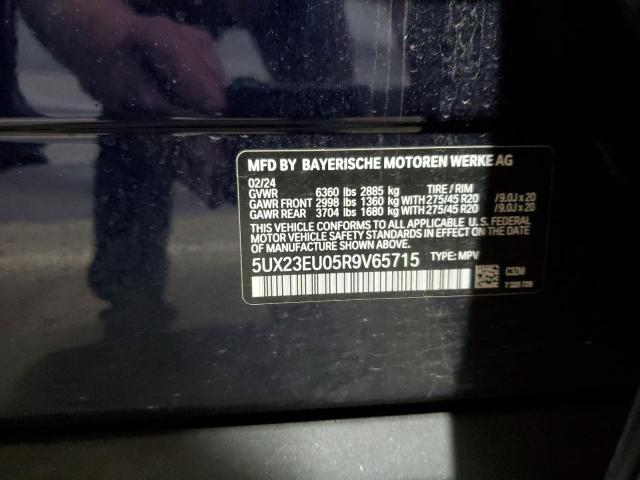 MFD BY BAYERISCHE MOTOREN WERKE AG
02/24
GVWR 6360 lbs 2885 kg TIRE / RIM
GAWR FRONT 2998 lbs 1360 kg WITH 275/45 R20 /9.0J x 20
GAWR REAR 3704 lbs 1680 kg WITH 275/45 R20 /9.0J x 20
THIS VEHICLE CONFORMS TO ALL APPLICABLE U.S. FEDERAL
MOTOR VEHICLE SAFETY STANDARDS IN EFFECT ON THE DATE
OF MANUFACTURE SHOWN ABOVE.
5UX23EU05R9V65715 TYPE: MPV
C3ZM